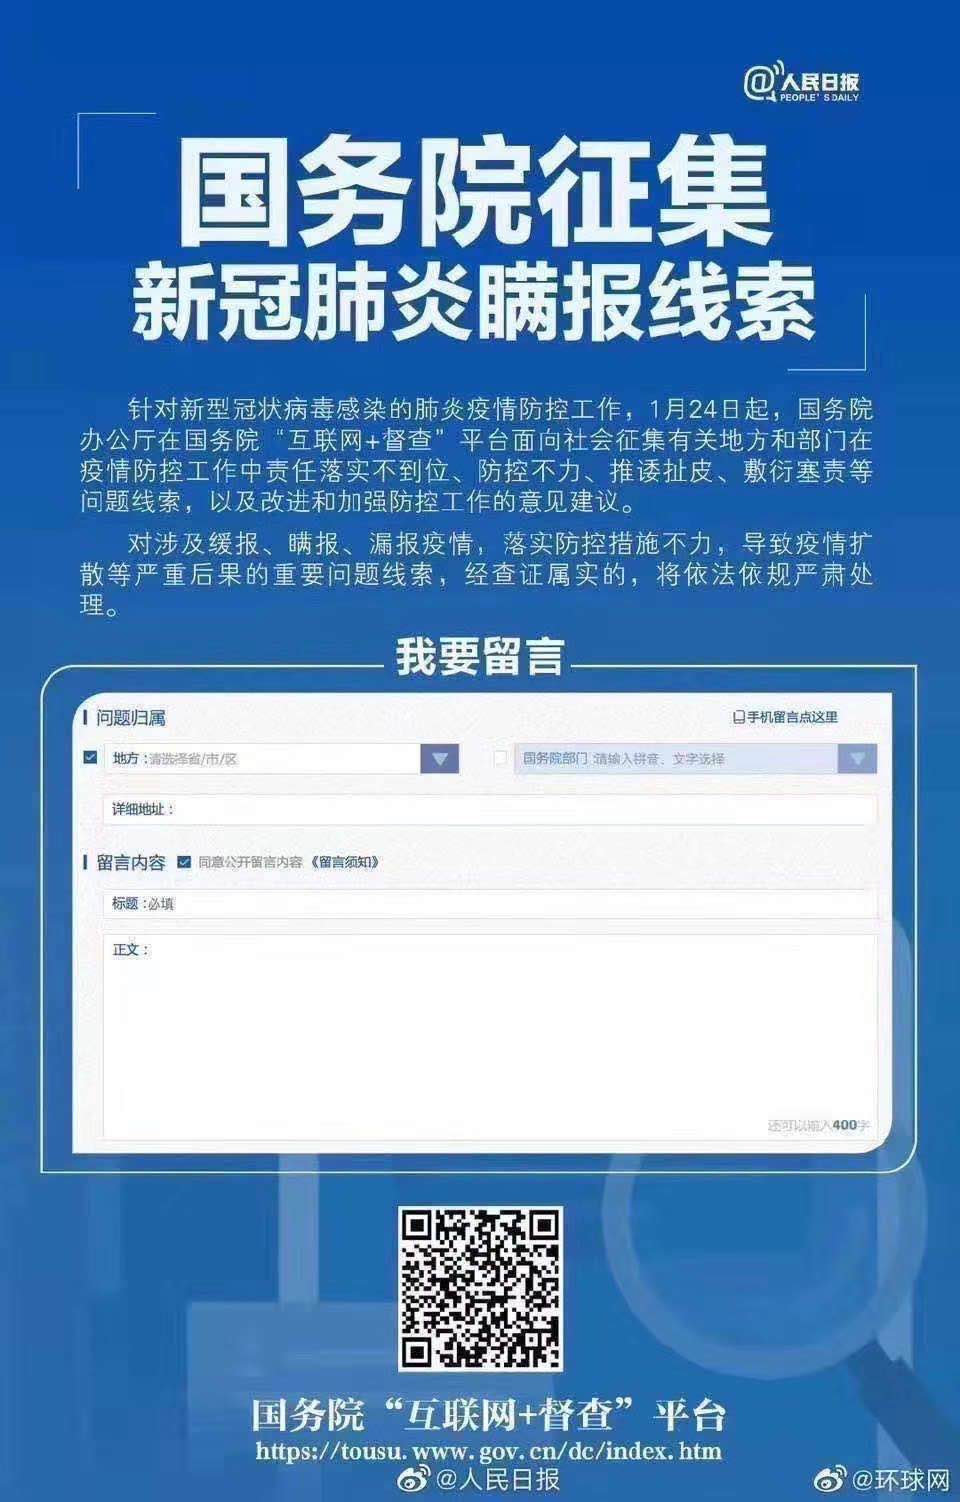 @人民日报
PEOPLE'S DAILY
国务院征集
新冠肺炎瞒报线索
针对新型冠状病毒感染的肺炎疫情防控工作，1月24日起，国务院
办公厅在国务院“互联网+督查”平台面向社会征集有关地方和部门在
疫情防控工作中责任落实不到位、防控不力、推诿扯皮、敷衍塞责等
问题线索，以及改进和加强防控工作的意见建议。
对涉及缓报、瞒报、漏报疫情，落实防控措施不力，导致疫情扩
散等严重后果的重要问题线索，经查证属实的，将依法依规严肃处
理。
我要留言
问题归属 手机留言点这里
地方：请选择省/市/区 国务院部门：请输入拼音、文字选择
详细地址：
留言内容 同意公开留言内容《留言须知》
标题：必填
正文：
还可以输入400字
国务院“互联网+督查”平台
https://tousu.www.gov.cn/dc/index.htm
@人民日报
@环球网